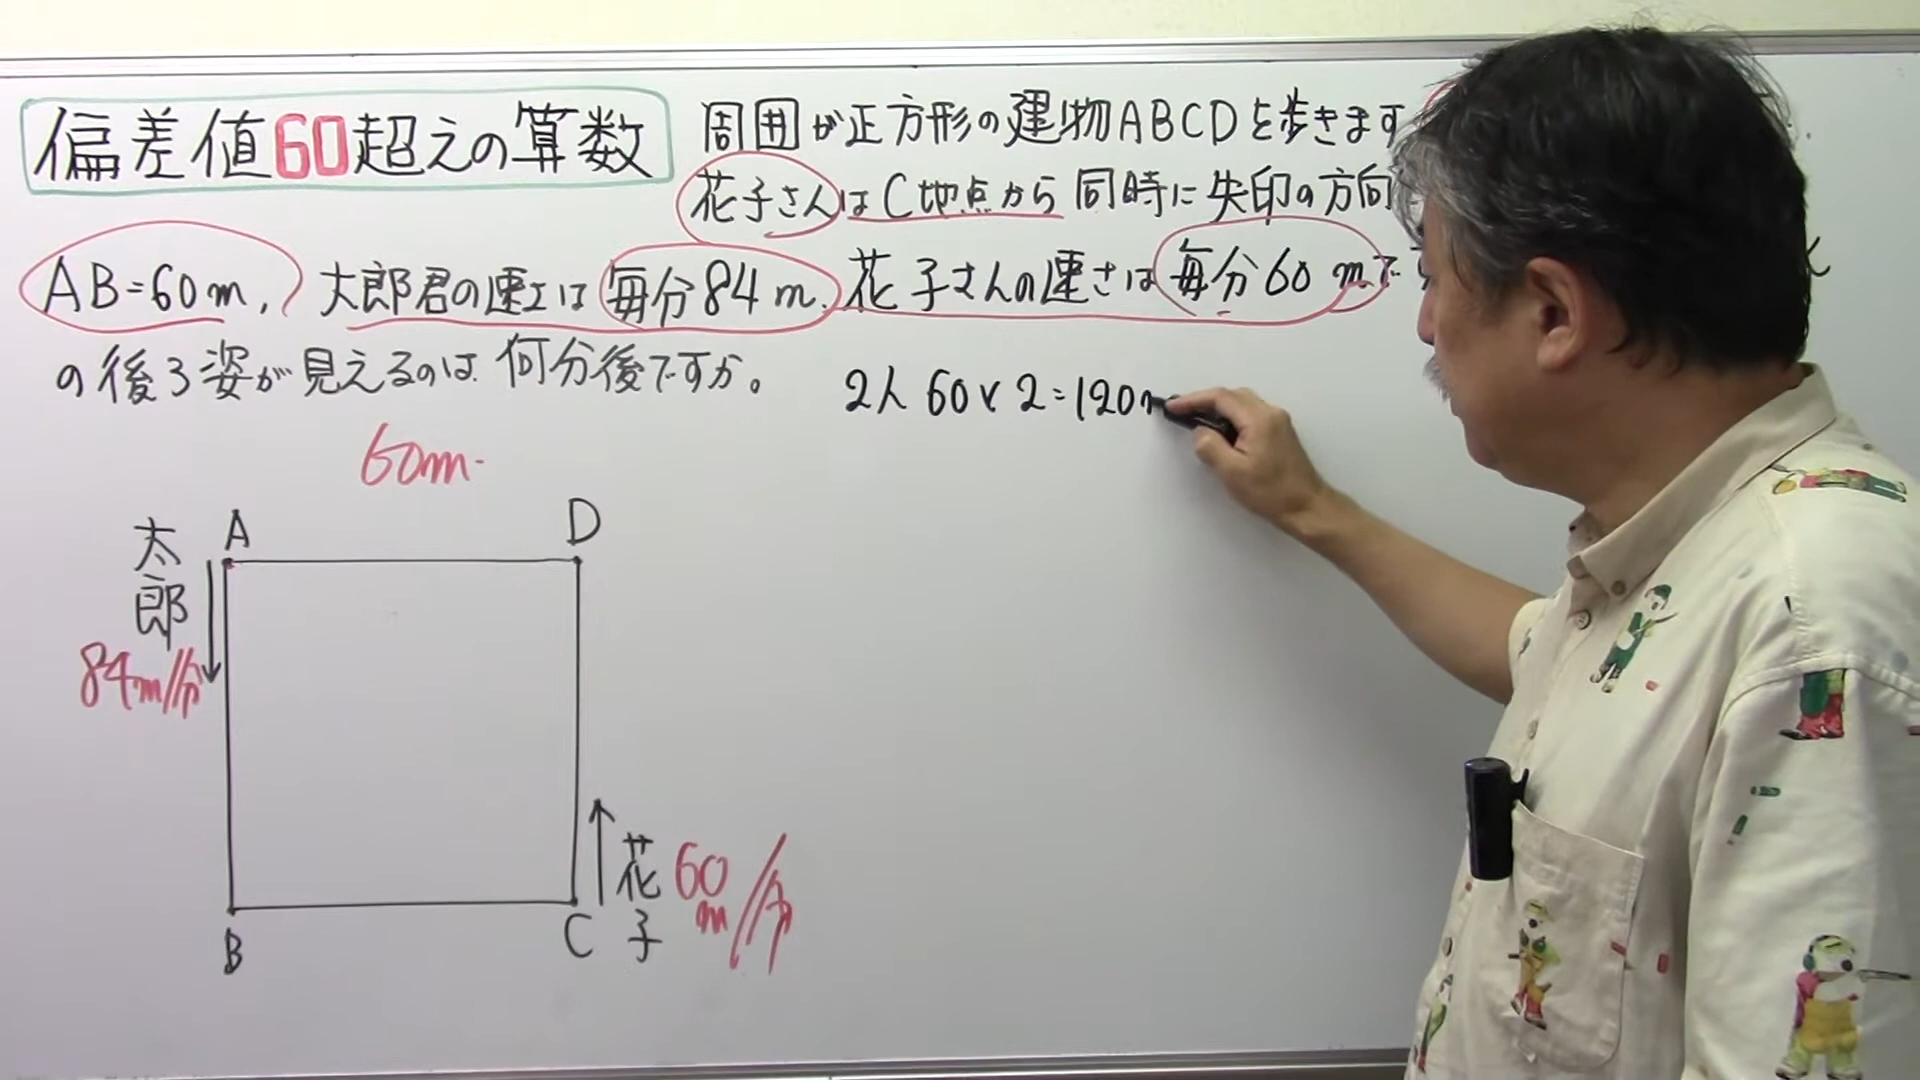 偏差値60超えの算数
周囲が正方形の建物ABCDを歩きます
花子さんはC地点から同時に矢印の方向
AB=60m, 太郎君の速さは毎分84m. 花子さんの速さは毎分60mで
の後ろ姿が見えるのは何分後ですか。
2人 60×2=120m
60m.
A
D
太郎
84m/分
花子
60m/分
B
C